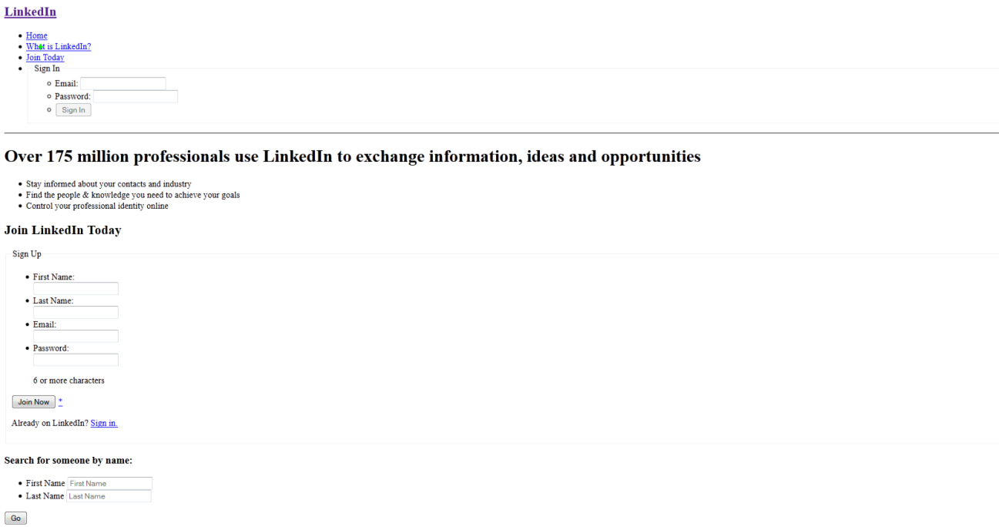 LinkedIn
Home
What is LinkedIn?
Join Today
Sign In
Email:
Password:
Sign In
Over 175 million professionals use LinkedIn to exchange information, ideas and opportunities
Stay informed about your contacts and industry
Find the people & knowledge you need to achieve your goals
Control your professional identity online
Join LinkedIn Today
Sign Up
First Name:
Last Name:
Email:
Password:
6 or more characters
Join Now *
Already on LinkedIn? Sign in.
Search for someone by name:
First Name First Name
Last Name Last Name
Go